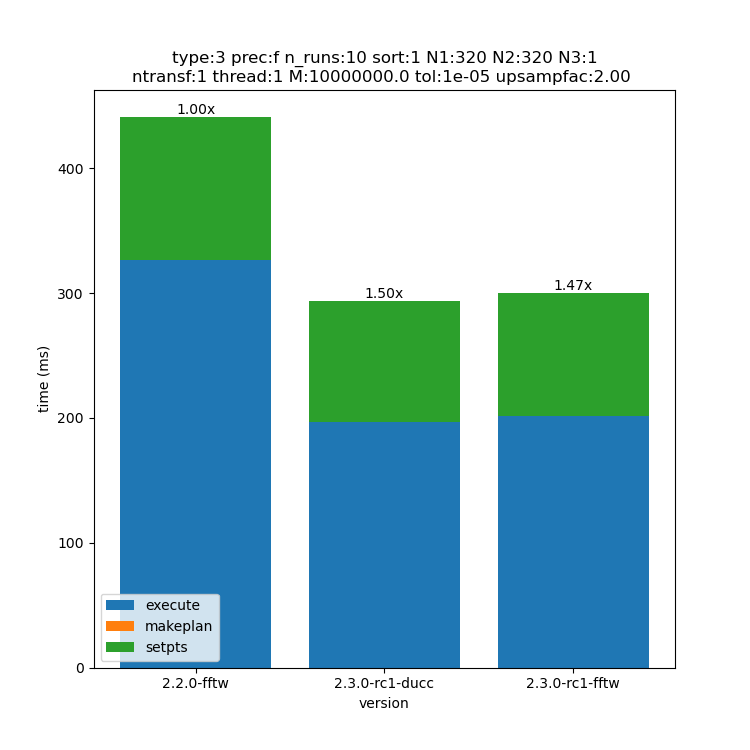 type:3 prec:f n_runs:10 sort:1 N1:320 N2:320 N3:1
ntransf:1 thread:1 M:10000000.0 tol:1e-05 upsampfac:2.00
1.00x
1.50x
1.47x
400
300
200
100
0
time (ms)
execute
makeplan
setpts
2.2.0-fftw
2.3.0-rc1-ducc
2.3.0-rc1-fftw
version